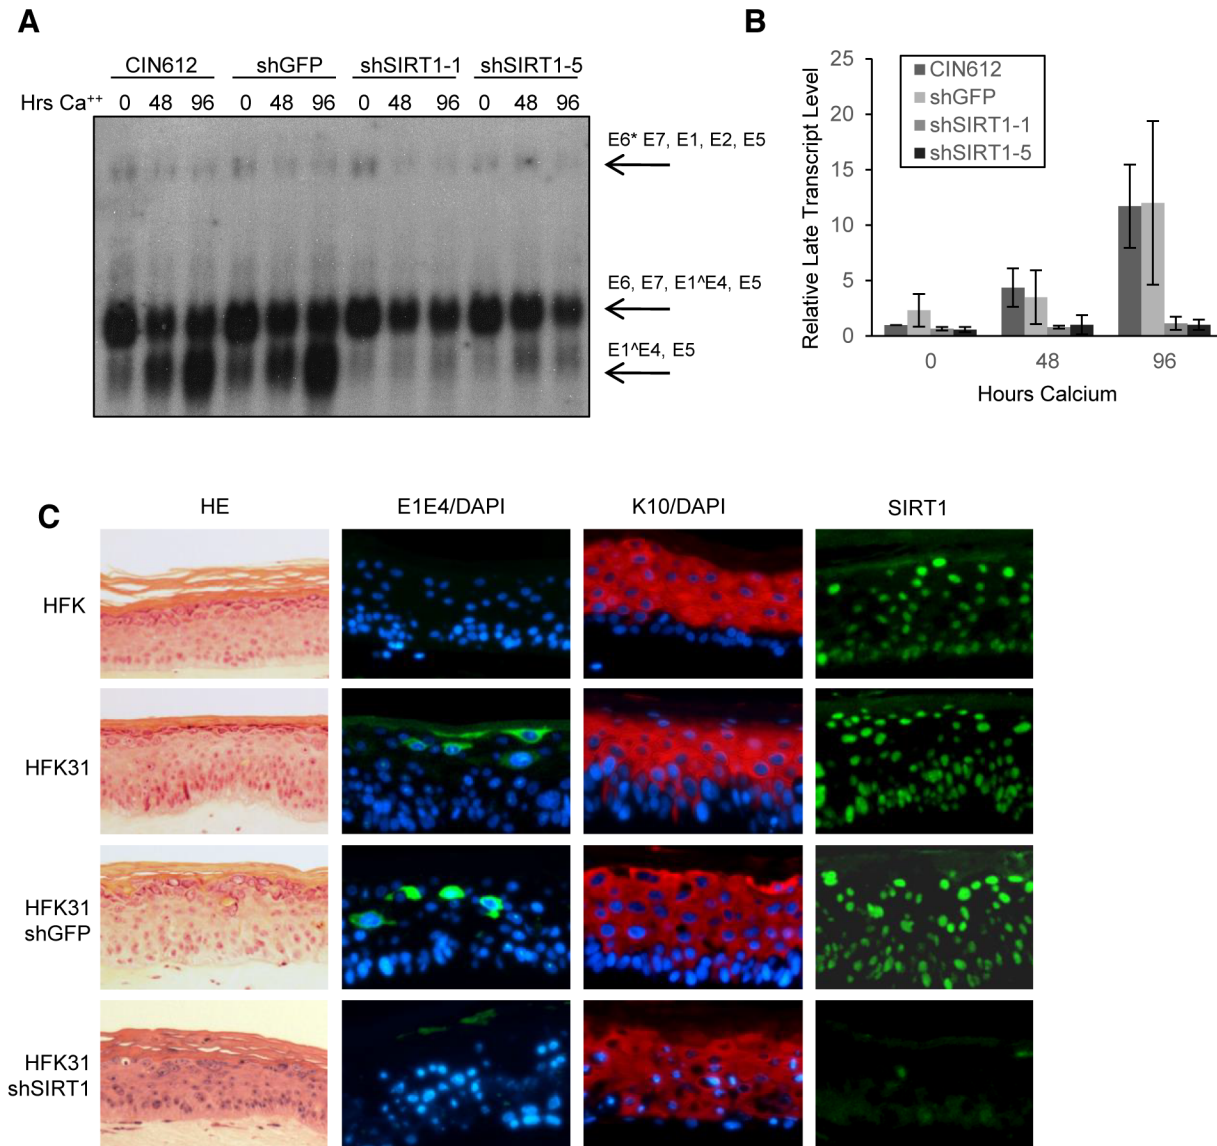 A
CIN612 shGFP shSIRT1-1 shSIRT1-5
Hrs Ca++ 0 48 96 0 48 96 0 48 96 0 48 96
E6* E7, E1, E2, E5
E6, E7, E1^E4, E5
E1^E4, E5
B
Relative Late Transcript Level
25
20
15
10
5
0
CIN612
shGFP
shSIRT1-1
shSIRT1-5
0 48 96
Hours Calcium
C
HE E1E4/DAPI K10/DAPI SIRT1
HFK
HFK31
HFK31
shGFP
HFK31
shSIRT1